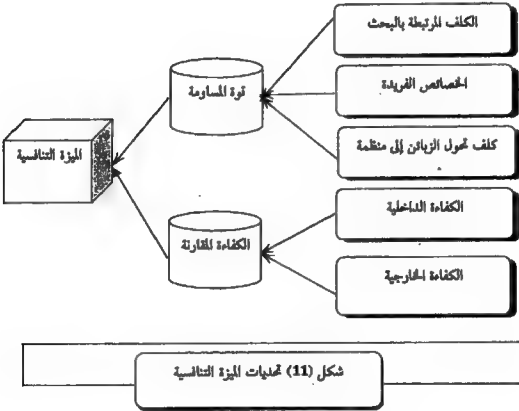 الكلف المرتبطة بالبحث
الخصائص الفريدة
كلف تحول الزبائن إلى منظمة
الكفاءة الداخلية
الكفاءة الخارجية
قوة المساومة
الكفاءة المقارنة
الميزة التنافسية
شكل (11) تحديات الميزة التنافسية